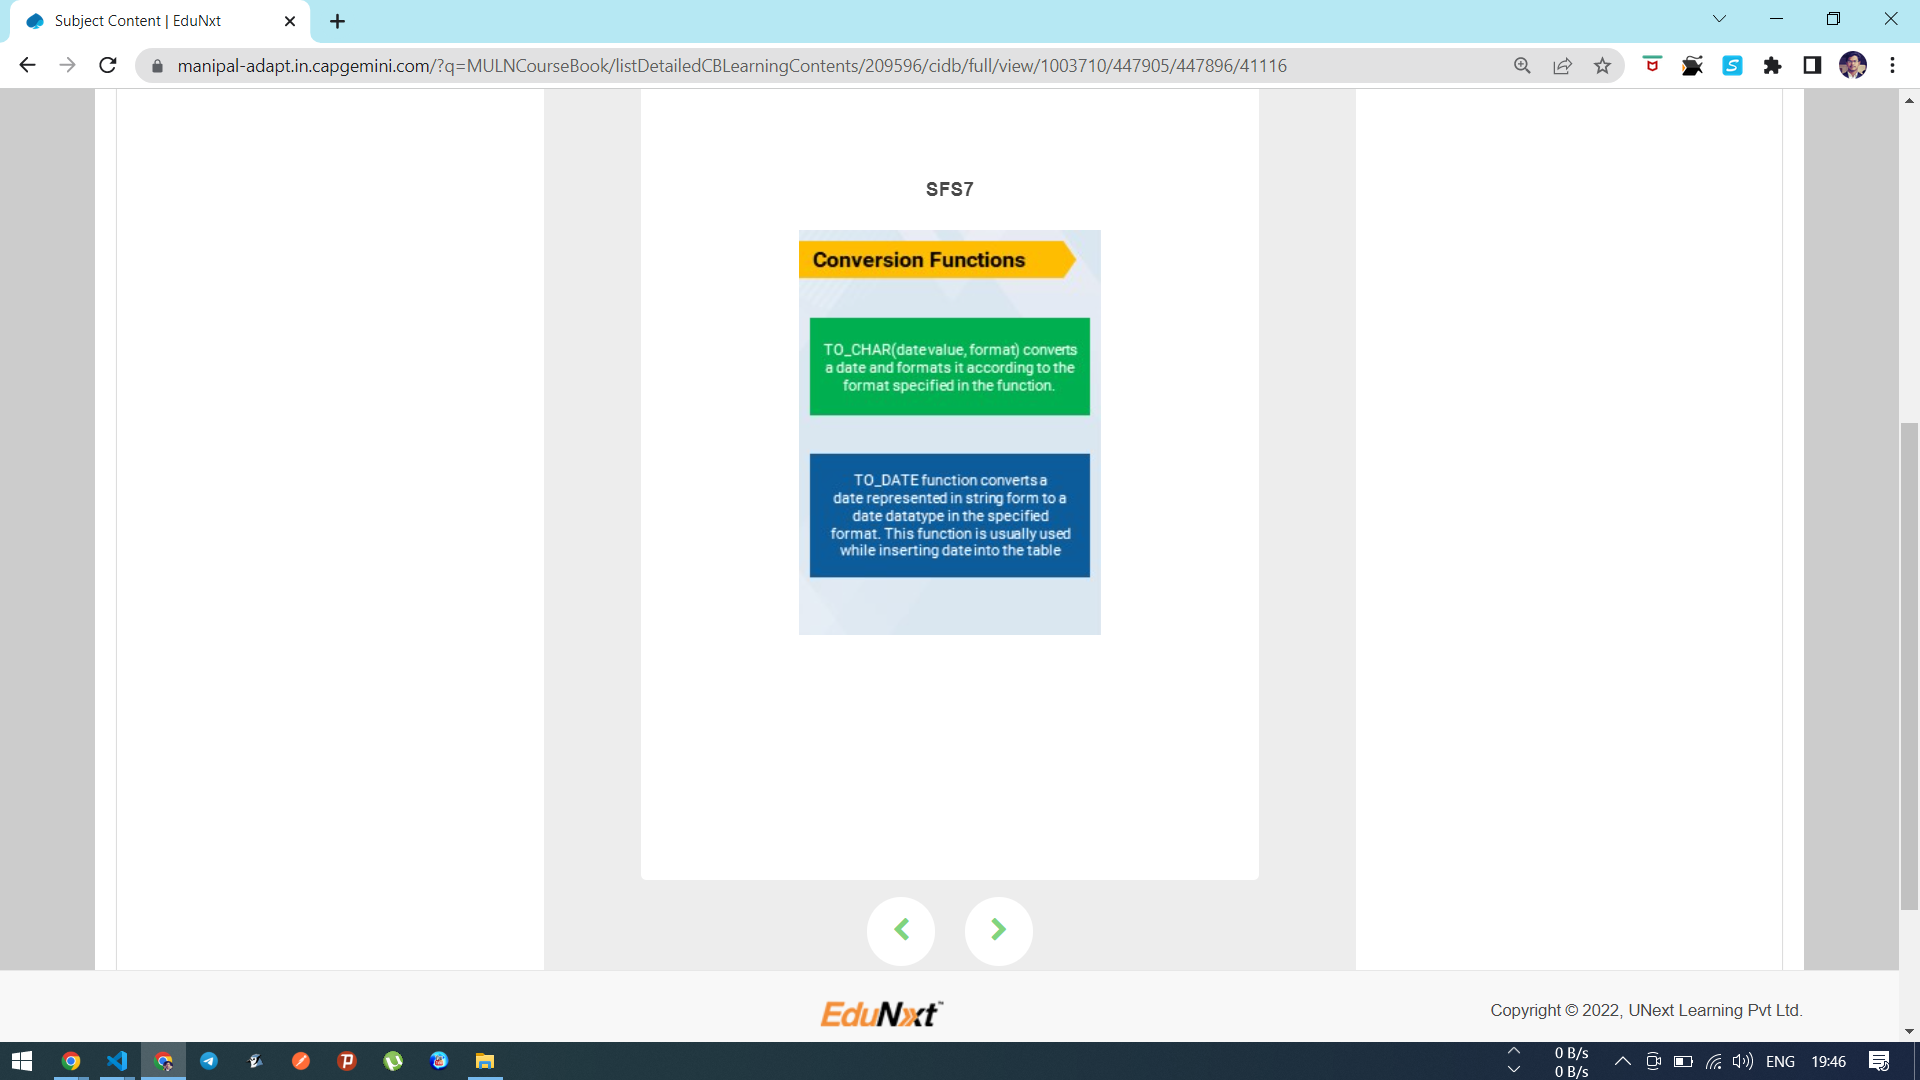 Subject Content | EduNxt
manipal-adapt.in.capgemini.com/?q=MULNCourseBook/listDetailedCBLearningContents/209596/cidb/full/view/1003710/447905/447896/41116
SFS7
Conversion Functions
TO_CHAR(date value, format) converts
a date and formats it according to the
format specified in the function.
TO_DATE function converts a
date represented in string form to a
date datatype in the specified
format. This function is usually used
while inserting date into the table
EduNxt™
Copyright © 2022, UNext Learning Pvt Ltd.
0 B/s
0 B/s
ENG
19:46